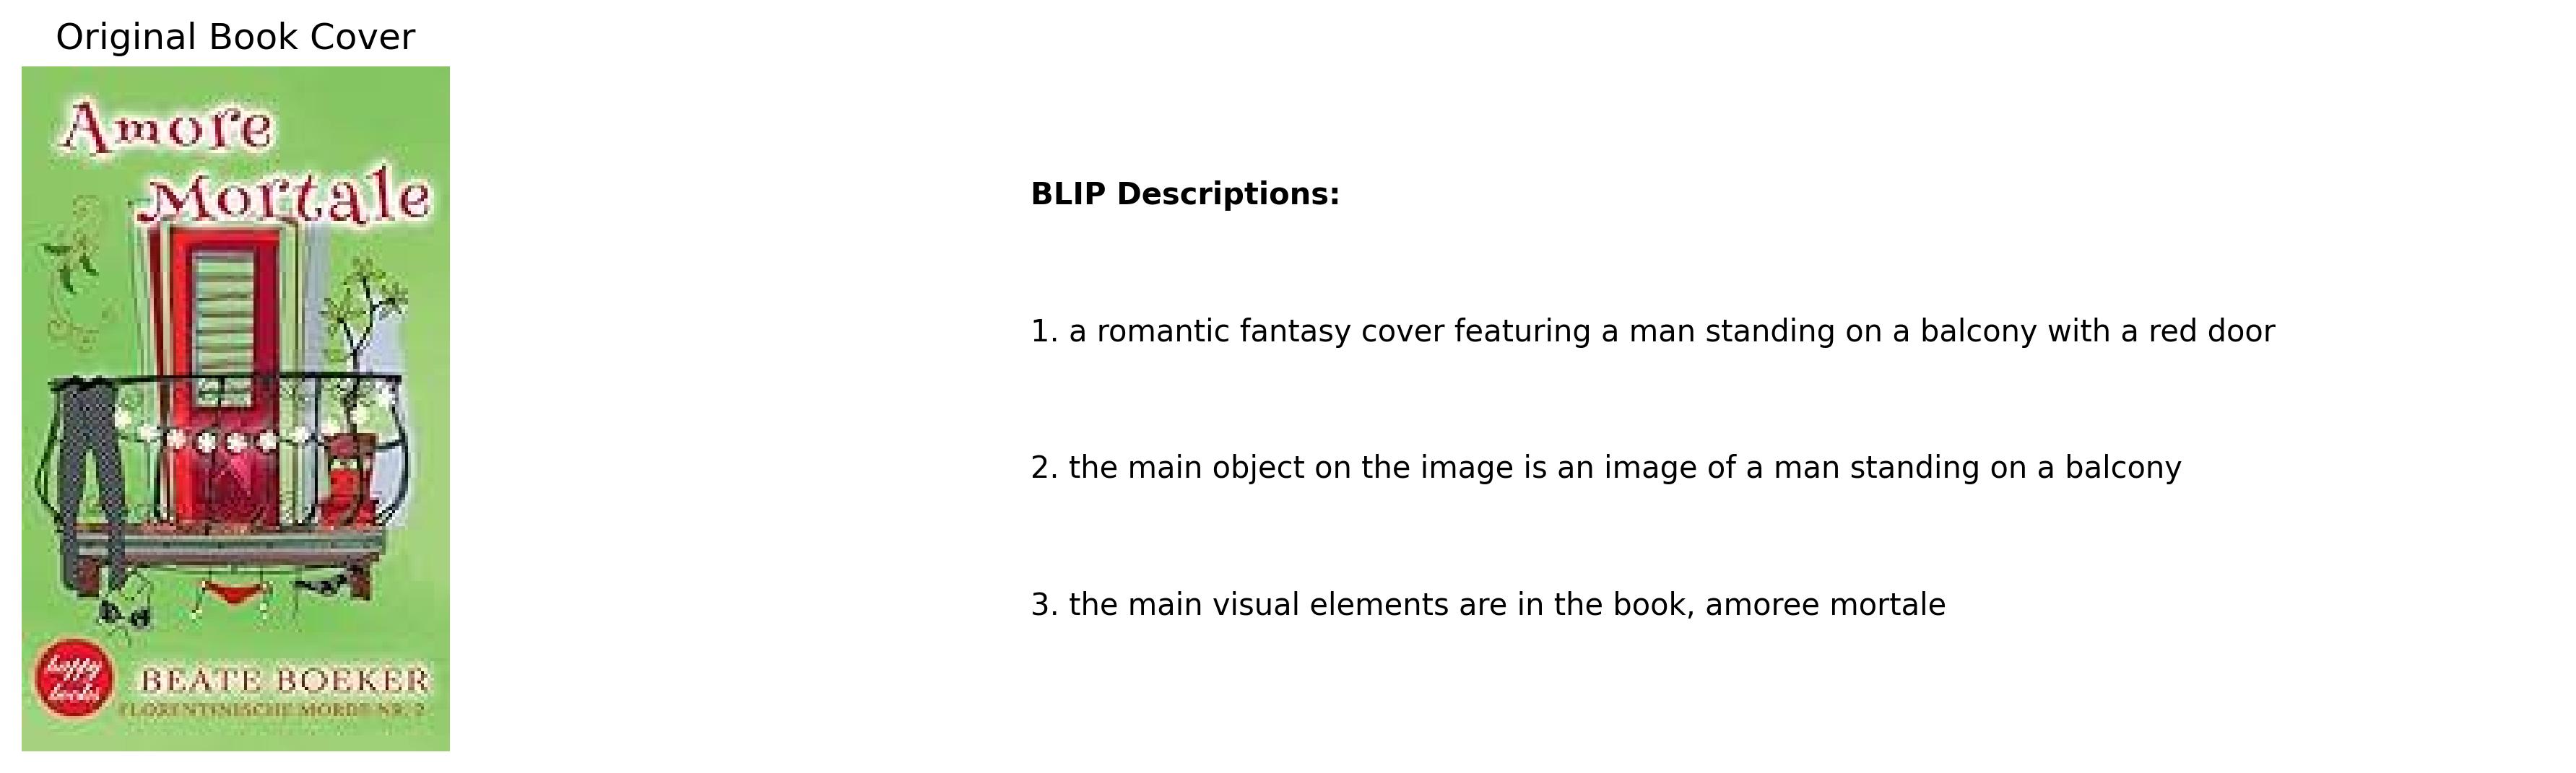 Original Book Cover
Amore
Mortale
happy
books
BEATE BOEKER
FLORENTINISCHE MORDE NR. 2
BLIP Descriptions:
1. a romantic fantasy cover featuring a man standing on a balcony with a red door
2. the main object on the image is an image of a man standing on a balcony
3. the main visual elements are in the book, amoree mortale